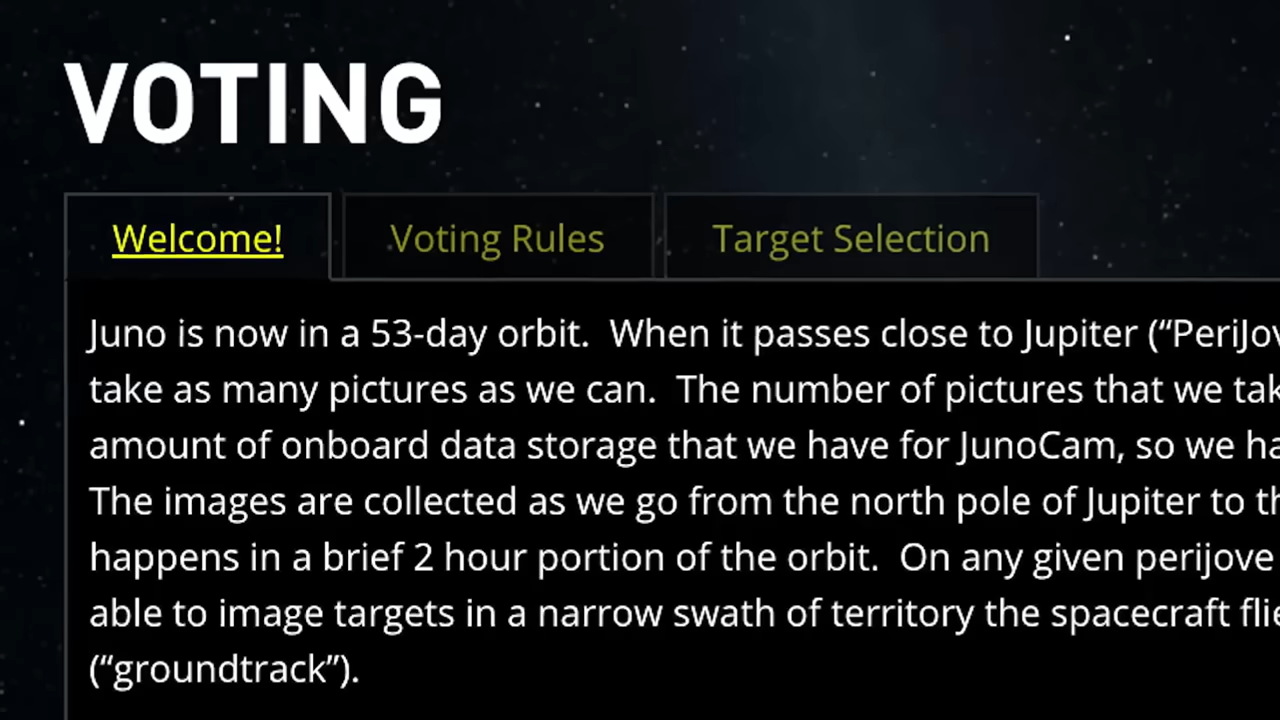 VOTING
Welcome!
Voting Rules
Target Selection
Juno is now in a 53-day orbit.  When it passes close to Jupiter (“PeriJov
take as many pictures as we can.  The number of pictures that we tak
amount of onboard data storage that we have for JunoCam, so we ha
The images are collected as we go from the north pole of Jupiter to th
happens in a brief 2 hour portion of the orbit.  On any given perijove
able to image targets in a narrow swath of territory the spacecraft flie
(“groundtrack”).